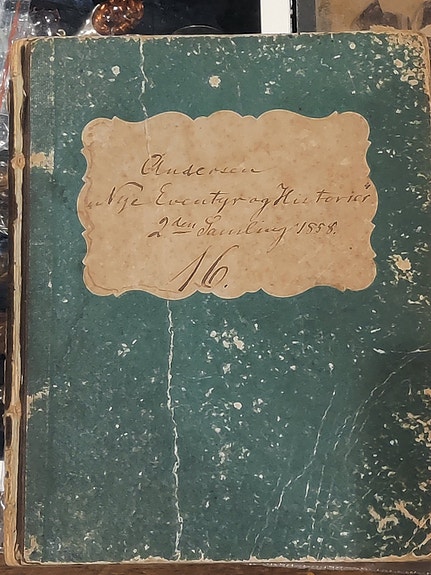 Andersen
„Nye Eventyr og Historier"
2den Samling 1858.
16.